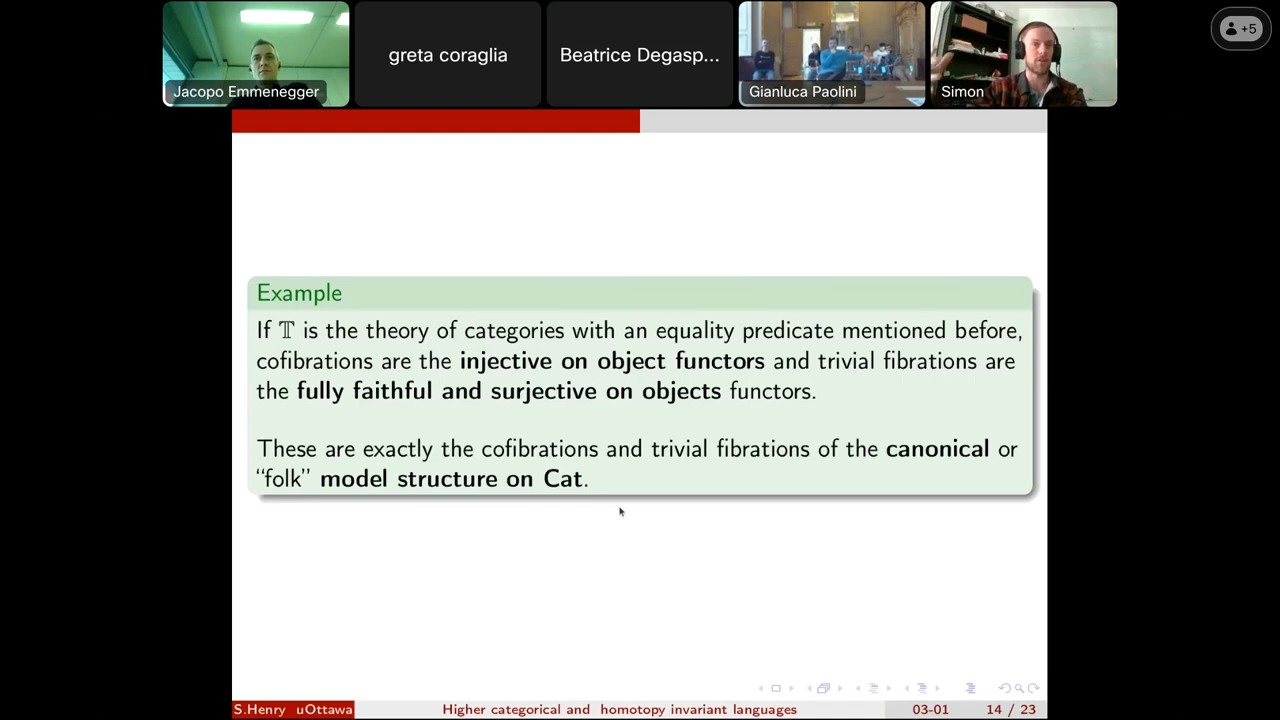 Jacopo Emmenegger
greta coraglia
Beatrice Degasp...
Gianluca Paolini
Simon
+5
Example
If 𝕋 is the theory of categories with an equality predicate mentioned before,
cofibrations are the injective on object functors and trivial fibrations are
the fully faithful and surjective on objects functors.
These are exactly the cofibrations and trivial fibrations of the canonical or
“folk” model structure on Cat.
S.Henry uOttawa
Higher categorical and homotopy invariant languages
03-01
14 / 23